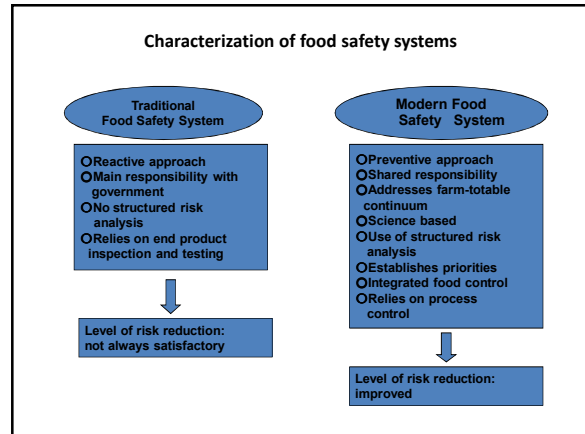 Characterization of food safety systems
Traditional
Food Safety System
Reactive approach
Main responsibility with
government
No structured risk
analysis
Relies on end product
inspection and testing
Level of risk reduction:
not always satisfactory
Modern Food
Safety System
Preventive approach
Shared responsibility
Addresses farm-totable
continuum
Science based
Use of structured risk
analysis
Establishes priorities
Integrated food control
Relies on process
control
Level of risk reduction:
improved